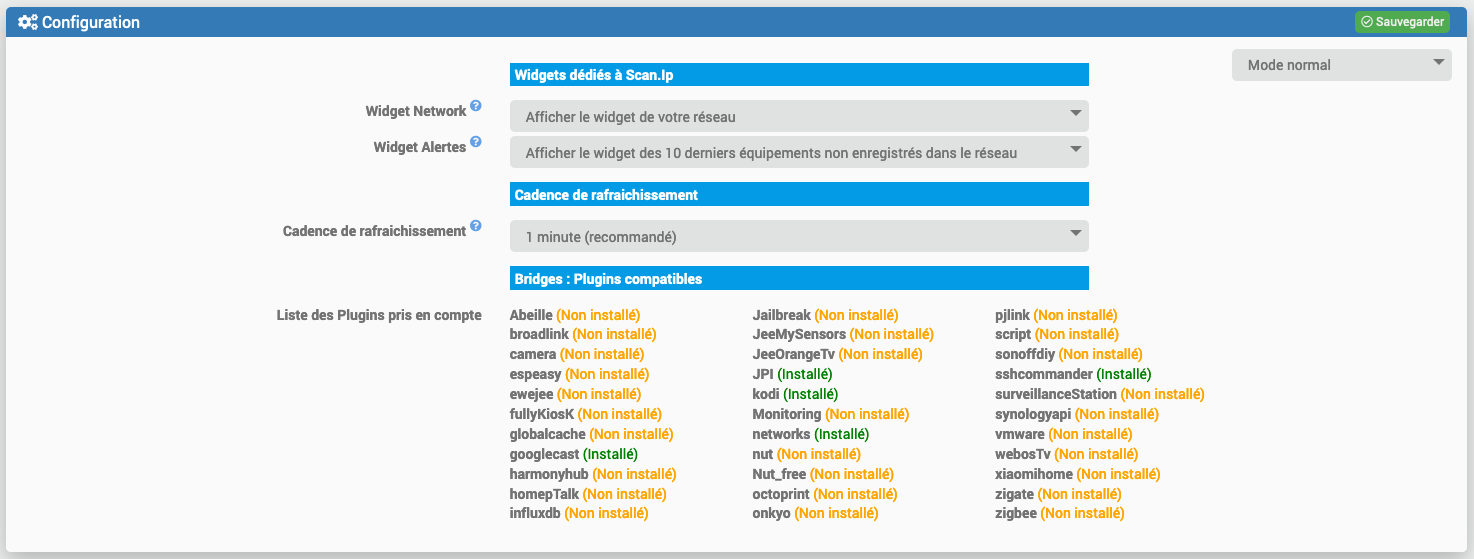 Configuration
Sauvegarder
Mode normal
Widgets dédiés à Scan.Ip
Widget Network
Afficher le widget de votre réseau
Widget Alertes
Afficher le widget des 10 derniers équipements non enregistrés dans le réseau
Cadence de rafraichissement
Cadence de rafraichissement
1 minute (recommandé)
Bridges : Plugins compatibles
Liste des Plugins pris en compte
Abeille (Non installé)
broadlink (Non installé)
camera (Non installé)
espeasy (Non installé)
ewejee (Non installé)
fullyKiosK (Non installé)
globalcache (Non installé)
googlecast (Installé)
harmonyhub (Non installé)
homepTalk (Non installé)
influxdb (Non installé)
Jailbreak (Non installé)
JeeMySensors (Non installé)
JeeOrangeTv (Non installé)
JPI (Installé)
kodi (Installé)
Monitoring (Non installé)
networks (Installé)
nut (Non installé)
Nut_free (Non installé)
octoprint (Non installé)
onkyo (Non installé)
pjlink (Non installé)
script (Non installé)
sonoffdiy (Non installé)
sshcommander (Installé)
surveillanceStation (Non installé)
synologyapi (Non installé)
vmware (Non installé)
webosTv (Non installé)
xiaomihome (Non installé)
zigate (Non installé)
zigbee (Non installé)